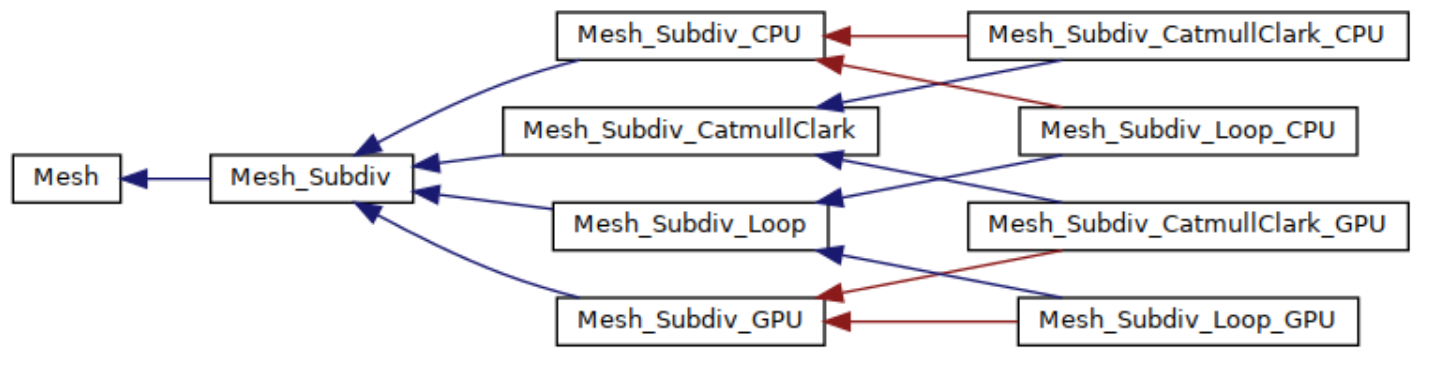 Mesh_Subdiv_CPU
Mesh_Subdiv_CatmullClark_CPU
Mesh_Subdiv_CatmullClark
Mesh_Subdiv_Loop_CPU
Mesh
Mesh_Subdiv
Mesh_Subdiv_Loop
Mesh_Subdiv_CatmullClark_GPU
Mesh_Subdiv_GPU
Mesh_Subdiv_Loop_GPU